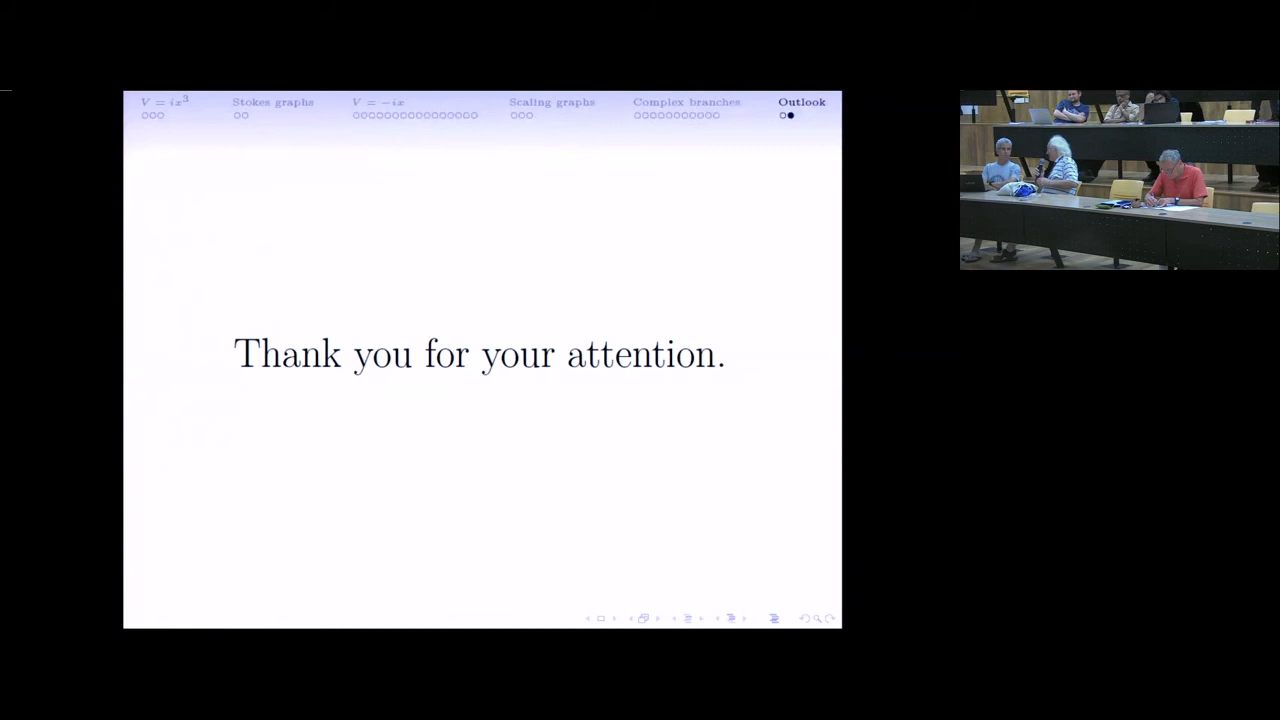 V = ix³ Stokes graphs V = −ix Scaling graphs Complex branches Outlook
Thank you for your attention.